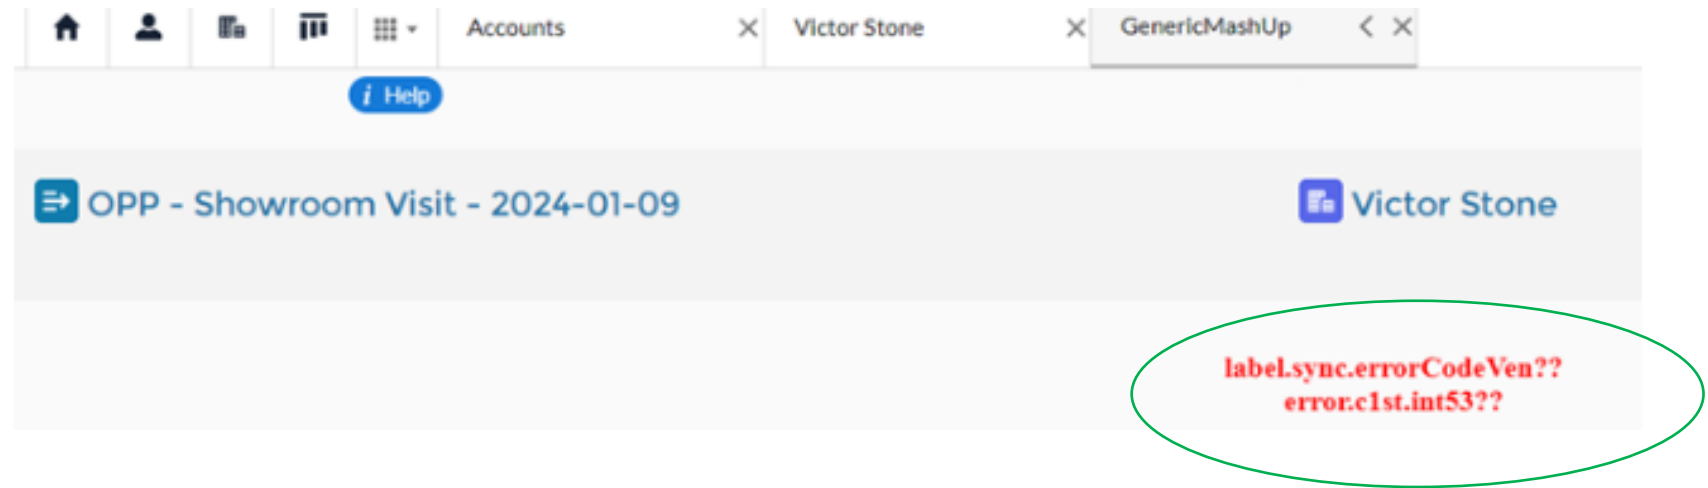 Accounts
Victor Stone
GenericMashUp
i Help
OPP - Showroom Visit - 2024-01-09
Victor Stone
label.sync.errorCodeVen??
error.c1st.int53??